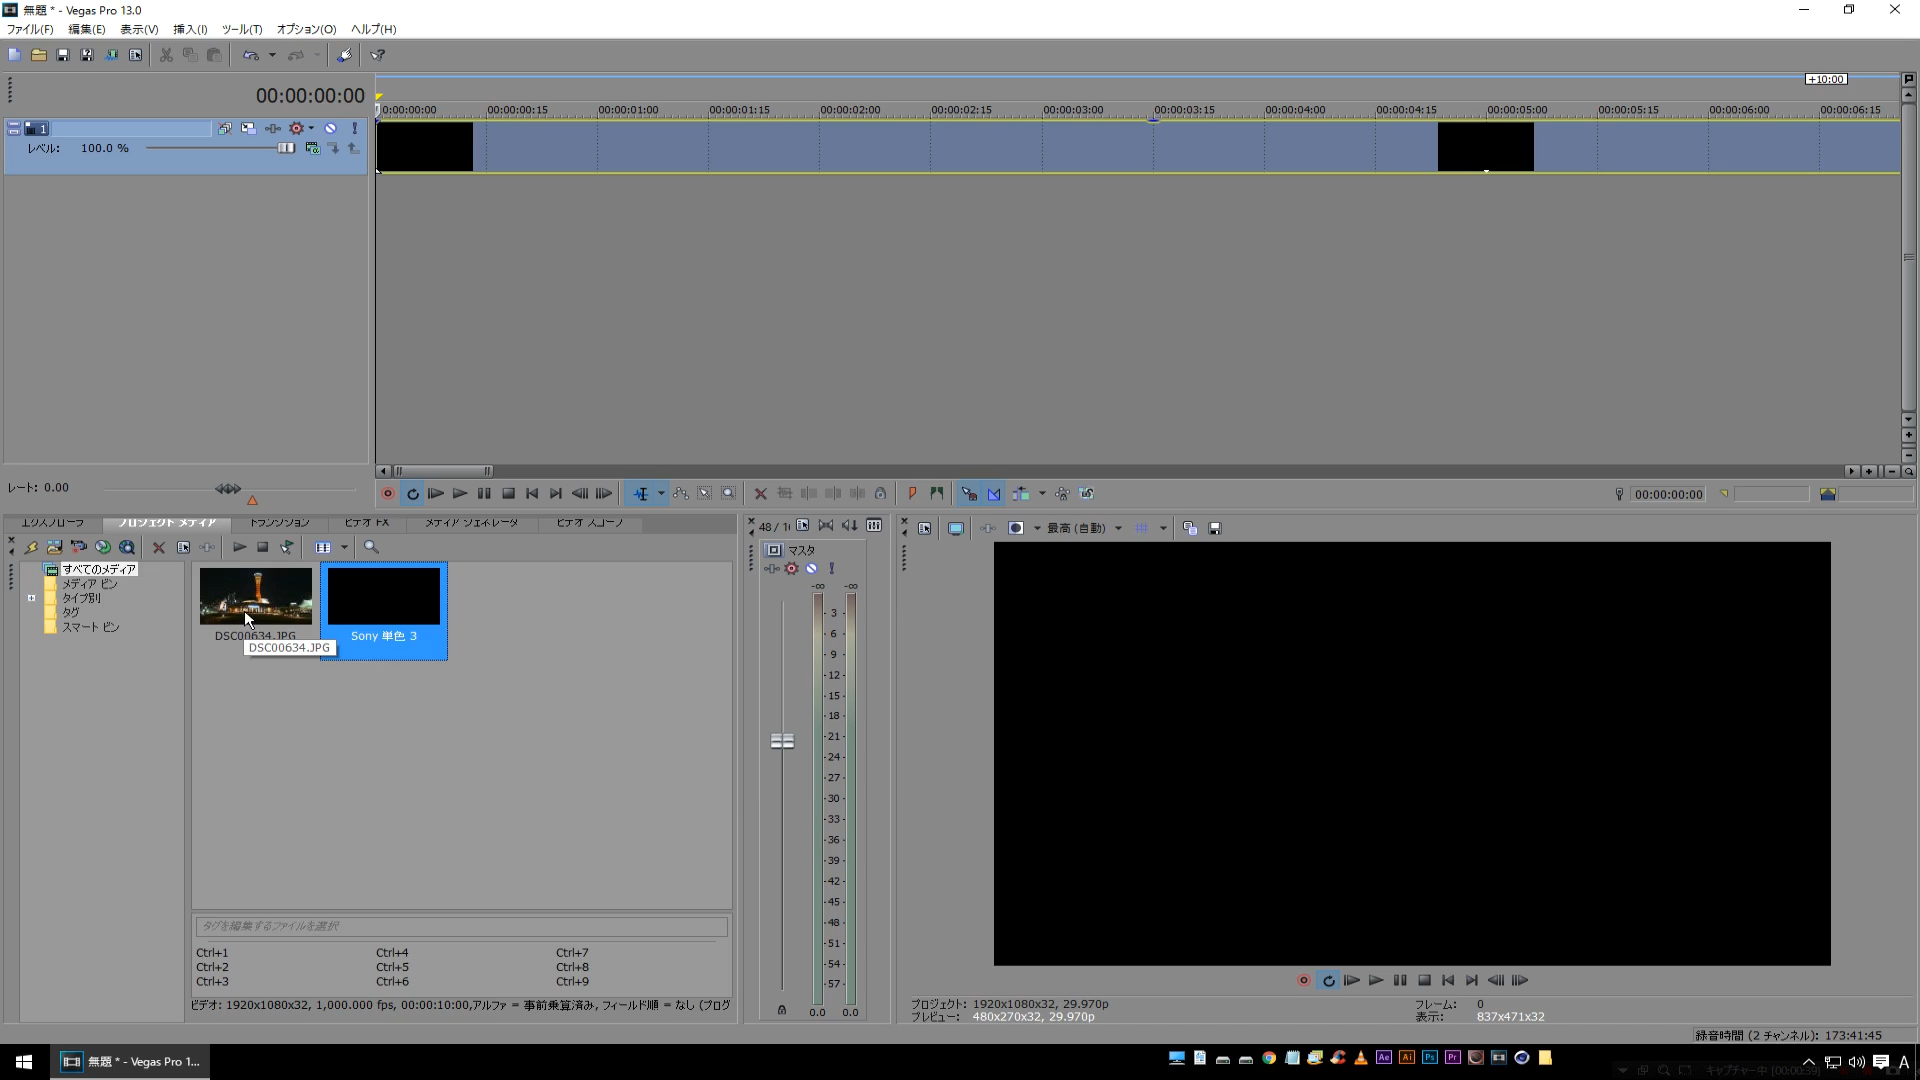 無題 * - Vegas Pro 13.0
ファイル(F) 編集(E) 表示(V) 挿入(I) ツール(T) オプション(O) ヘルプ(H)
+10:00
00:00:00:00
0:00:00:00 00:00:00:15 00:00:01:00 00:00:01:15 00:00:02:00 00:00:02:15 00:00:03:00 00:00:03:15 00:00:04:00 00:00:04:15 00:00:05:00 00:00:05:15 00:00:06:00 00:00:06:15
1
レベル: 100.0 %
レート: 0.00
00:00:00:00
エクスプローラ プロジェクト メディア トランジション ビデオ FX メディア ジェネレータ ビデオ スコープ
すべてのメディア
メディア ビン
タイプ別
タグ
スマート ビン
DSC00634.JPG
Sony 単色 3
DSC00634.JPG
タグを編集するファイルを選択
Ctrl+1 Ctrl+4 Ctrl+7
Ctrl+2 Ctrl+5 Ctrl+8
Ctrl+3 Ctrl+6 Ctrl+9
ビデオ: 1920x1080x32, 1,000.000 fps, 00:00:10:00,アルファ = 事前乗算済み, フィールド順 = なし (プログ
48 / 1
マスタ
-∞ -∞
- 3 -
- 6 -
- 9 -
-12-
-15-
-18-
-21-
-24-
-27-
-30-
-33-
-36-
-39-
-42-
-45-
-48-
-51-
-54-
-57-
0.0 0.0
最高 (自動)
プロジェクト: 1920x1080x32, 29.970p
プレビュー: 480x270x32, 29.970p
フレーム: 0
表示: 837x471x32
録音時間 (2 チャンネル): 173:41:45
無題 * - Vegas Pro 1...
Ae Ai Ps Pr
A
キャプチャー中 [00:00:39]